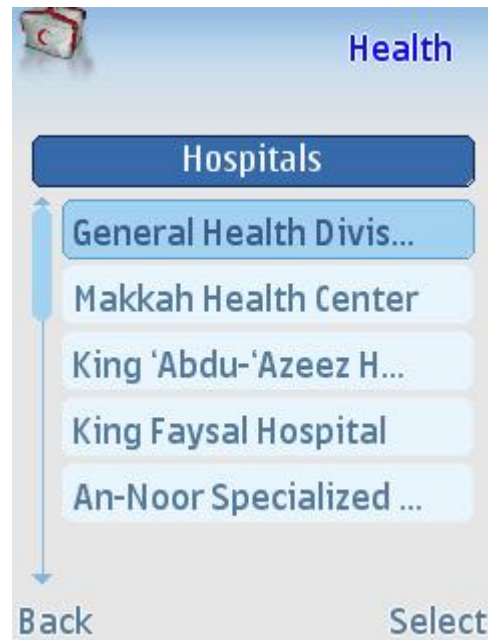 Health
Hospitals
General Health Divis...
Makkah Health Center
King ‘Abdu-‘Azeez H...
King Faysal Hospital
An-Noor Specialized ...
Back Select